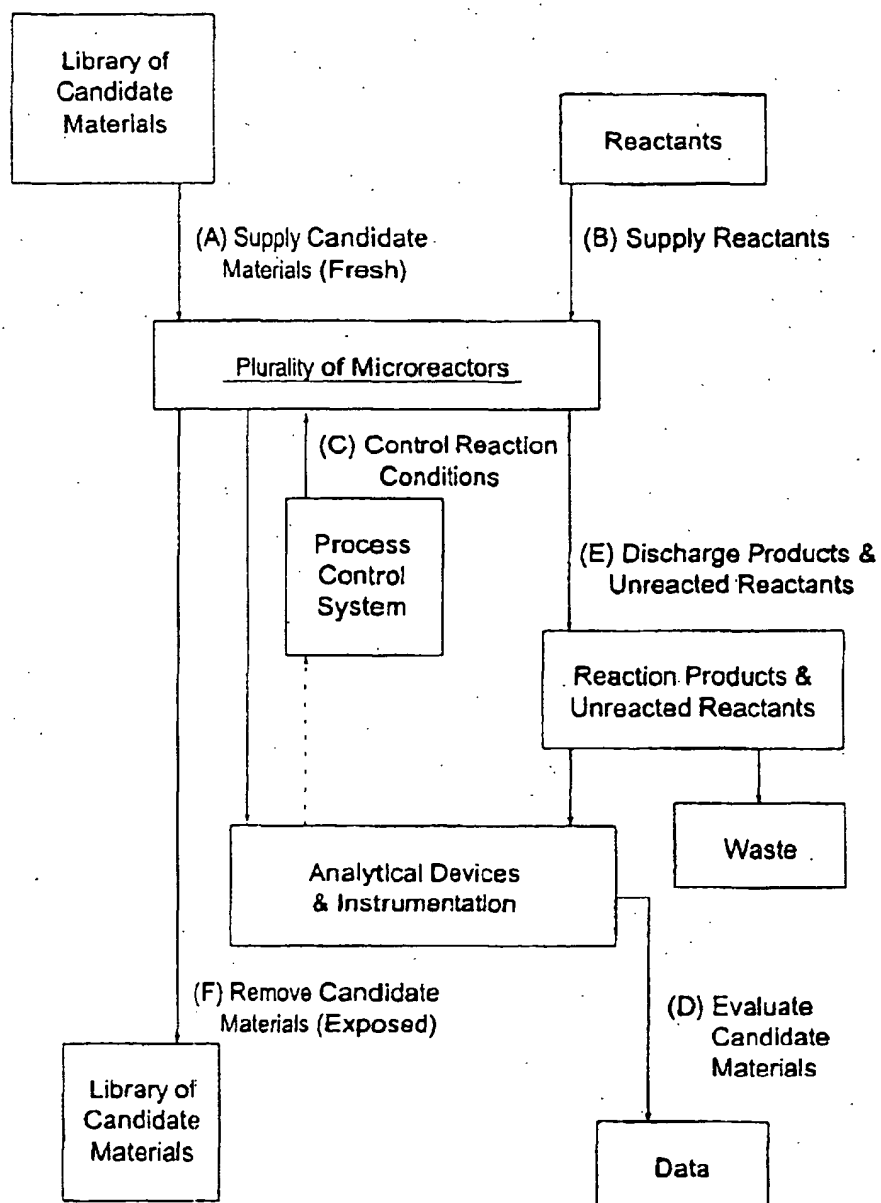 Library of
Candidate
Materials
Reactants
(A) Supply Candidate
Materials (Fresh)
(B) Supply Reactants
Plurality of Microreactors
(C) Control Reaction
Conditions
Process
Control
System
(E) Discharge Products &
Unreacted Reactants
Reaction Products &
Unreacted Reactants
Waste
Analytical Devices
& Instrumentation
(F) Remove Candidate
Materials (Exposed)
(D) Evaluate
Candidate
Materials
Library of
Candidate
Materials
Data